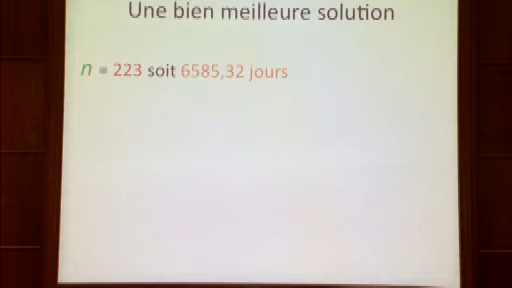 Une bien meilleure solution
n = 223 soit 6585,32 jours